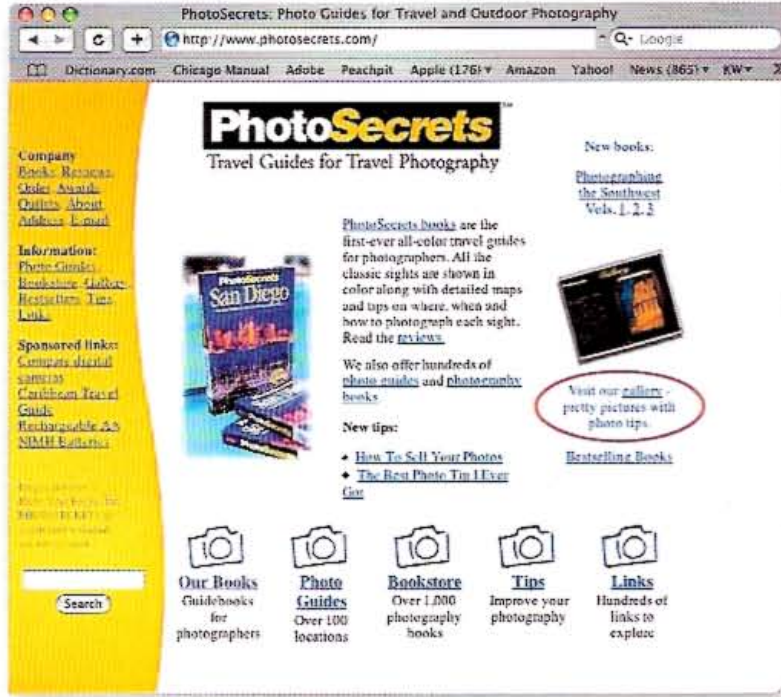 PhotoSecrets: Photo Guides for Travel and Outdoor Photography
http://www.photosecrets.com/
Q- Google
Dictionary.com Chicago Manual Adobe Peachpit Apple (176) Amazon Yahoo! News (865) KW
PhotoSecrets™
Travel Guides for Travel Photography
Company
Books, Reviews,
Order, Awards,
Outlets, About,
Address, E-mail
Information:
Photo Guides,
Bookstore, Gallery,
Bestsellers, Tips,
Links
Sponsored links:
Compare digital
cameras
Caribbean Travel
Guide
Rechargeable AA
NIMH Batteries
Search
PhotoSecrets
San Diego
PhotoSecrets books are the
first-ever all-color travel guides
for photographers. All the
classic sights are shown in
color along with detailed maps
and tips on where, when and
how to photograph each sight.
Read the reviews.
We also offer hundreds of
photo guides and photography
books.
New tips:
How To Sell Your Photos
The Best Photo Tip I Ever
Got
New books:
Photographing
the Southwest
Vols. 1, 2, 3
Gallery
Visit our gallery -
pretty pictures with
photo tips.
Bestselling Books
Our Books
Guidebooks
for
photographers
Photo
Guides
Over 100
locations
Bookstore
Over 1,000
photography
books
Tips
Improve your
photography
Links
Hundreds of
links to
explore